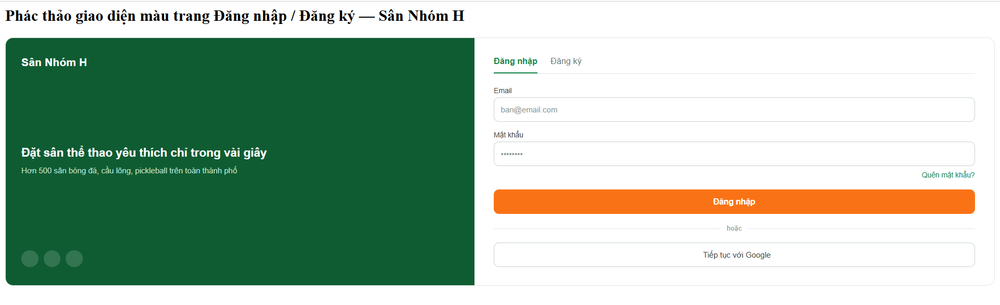 Phác thảo giao diện màu trang Đăng nhập / Đăng ký — Sân Nhóm H
Sân Nhóm H
Đặt sân thể thao yêu thích chỉ trong vài giây
Hơn 500 sân bóng đá, cầu lông, pickleball trên toàn thành phố
Đăng nhập Đăng ký
Email
ban@email.com
Mật khẩu
••••••••
Quên mật khẩu?
Đăng nhập
hoặc
Tiếp tục với Google